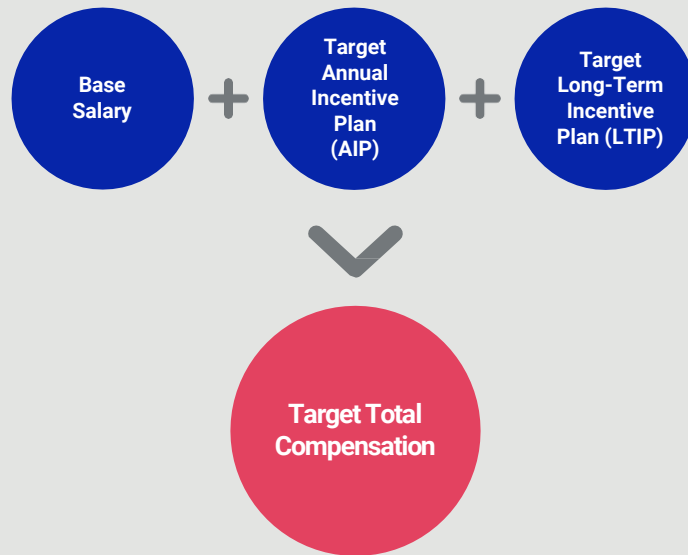 Base
Salary
Target
Annual
Incentive
Plan
(AIP)
Target
Long-Term
Incentive
Plan (LTIP)
Target Total
Compensation